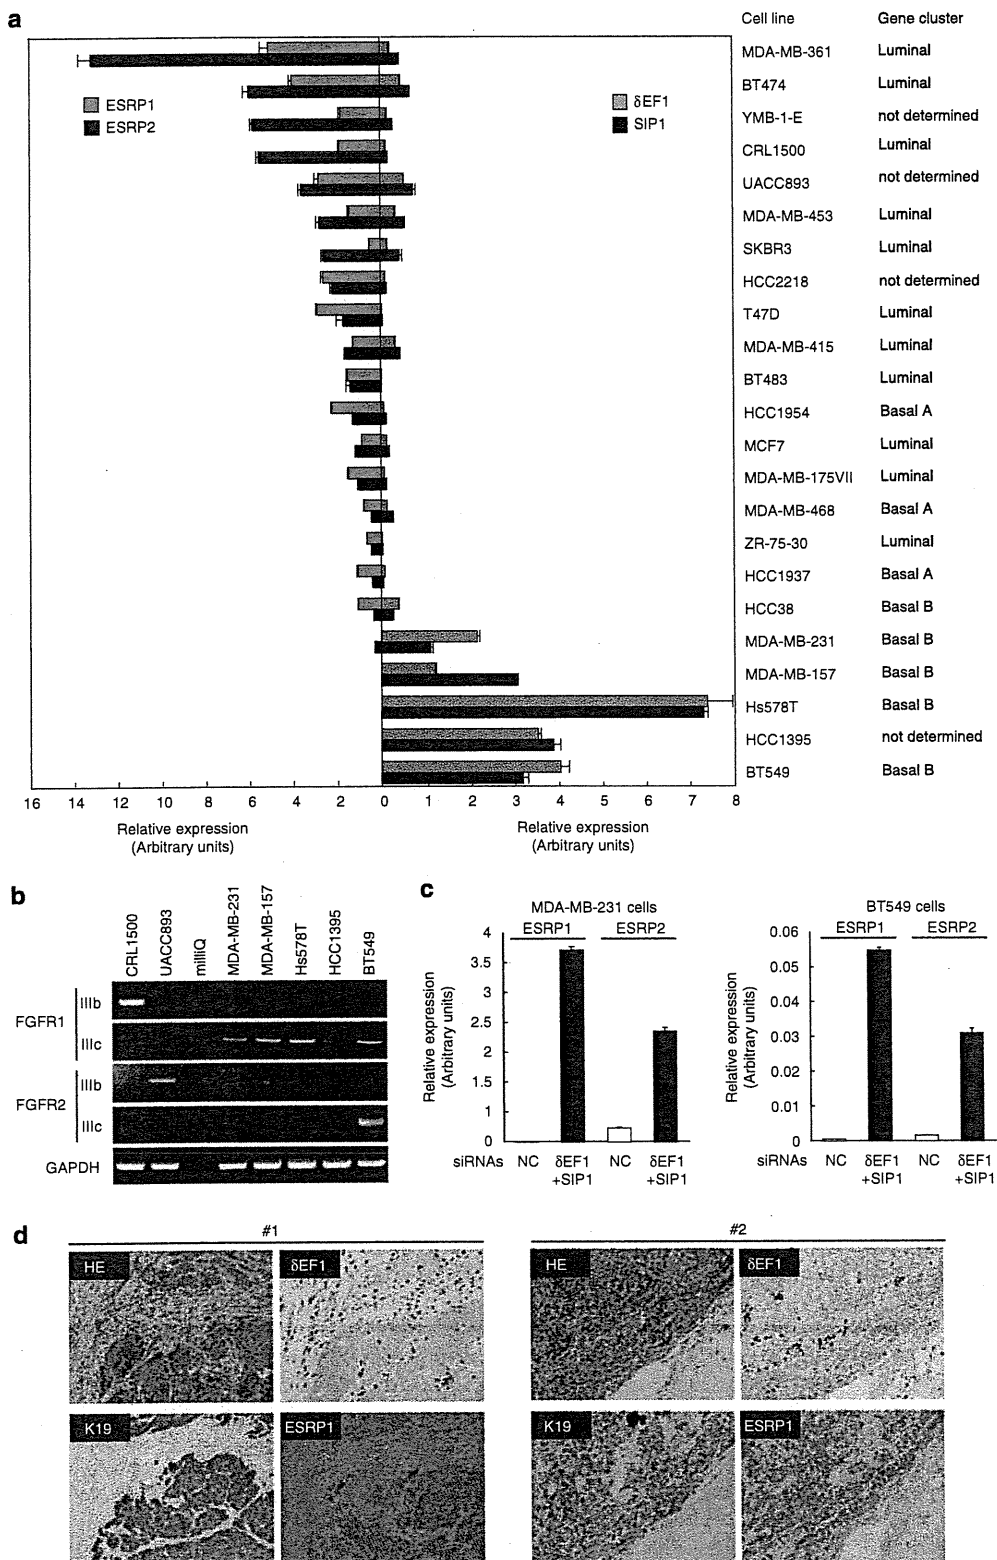 a
Cell line Gene cluster
MDA-MB-361 Luminal
BT474 Luminal
YMB-1-E not determined
CRL1500 Luminal
UACC893 not determined
MDA-MB-453 Luminal
SKBR3 Luminal
HCC2218 not determined
T47D Luminal
MDA-MB-415 Luminal
BT483 Luminal
HCC1954 Basal A
MCF7 Luminal
MDA-MB-175VII Luminal
MDA-MB-468 Basal A
ZR-75-30 Luminal
HCC1937 Basal A
HCC38 Basal B
MDA-MB-231 Basal B
MDA-MB-157 Basal B
Hs578T Basal B
HCC1395 not determined
BT549 Basal B
ESRP1
ESRP2
δEF1
SIP1
16 14 12 10 8 6 4 2 0 1 2 3 4 5 6 7 8
Relative expression
(Arbitrary units)
Relative expression
(Arbitrary units)
b
CRL1500
UACC893
milliQ
MDA-MB-231
MDA-MB-157
Hs578T
HCC1395
BT549
FGFR1
IIIb
IIIc
FGFR2
IIIb
IIIc
GAPDH
c
MDA-MB-231 cells
ESRP1 ESRP2
Relative expression
(Arbitrary units)
4
3.5
3
2.5
2
1.5
1
0.5
0
siRNAs NC δEF1 +SIP1 NC δEF1 +SIP1
BT549 cells
ESRP1 ESRP2
Relative expression
(Arbitrary units)
0.06
0.05
0.04
0.03
0.02
0.01
0
siRNAs NC δEF1 +SIP1 NC δEF1 +SIP1
d
#1
HE δEF1
K19 ESRP1
#2
HE δEF1
K19 ESRP1